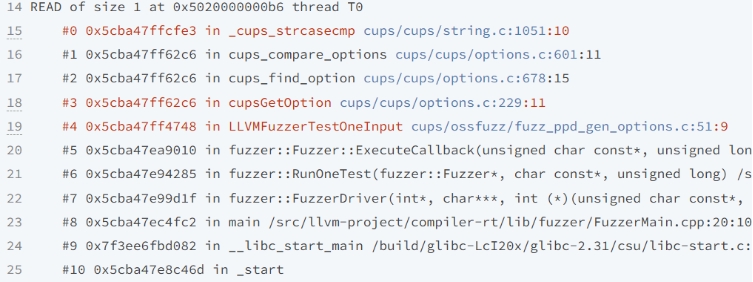 14 READ of size 1 at 0x5020000000b6 thread T0
15 #0 0x5cba47ffcfe3 in _cups_strcasecmp cups/cups/string.c:1051:10
16 #1 0x5cba47ff62c6 in cups_compare_options cups/cups/options.c:601:11
17 #2 0x5cba47ff62c6 in cups_find_option cups/cups/options.c:678:15
18 #3 0x5cba47ff62c6 in cupsGetOption cups/cups/options.c:229:11
19 #4 0x5cba47ff4748 in LLVMFuzzerTestOneInput cups/ossfuzz/fuzz_ppd_gen_options.c:51:9
20 #5 0x5cba47ea9010 in fuzzer::Fuzzer::ExecuteCallback(unsigned char const*, unsigned lon
21 #6 0x5cba47e94285 in fuzzer::RunOneTest(fuzzer::Fuzzer*, char const*, unsigned long) /s
22 #7 0x5cba47e99d1f in fuzzer::FuzzerDriver(int*, char***, int (*)(unsigned char const*,
23 #8 0x5cba47ec4fc2 in main /src/llvm-project/compiler-rt/lib/fuzzer/FuzzerMain.cpp:20:10
24 #9 0x7f3ee6fbd082 in __libc_start_main /build/glibc-LcI20x/glibc-2.31/csu/libc-start.c:
25 #10 0x5cba47e8c46d in _start